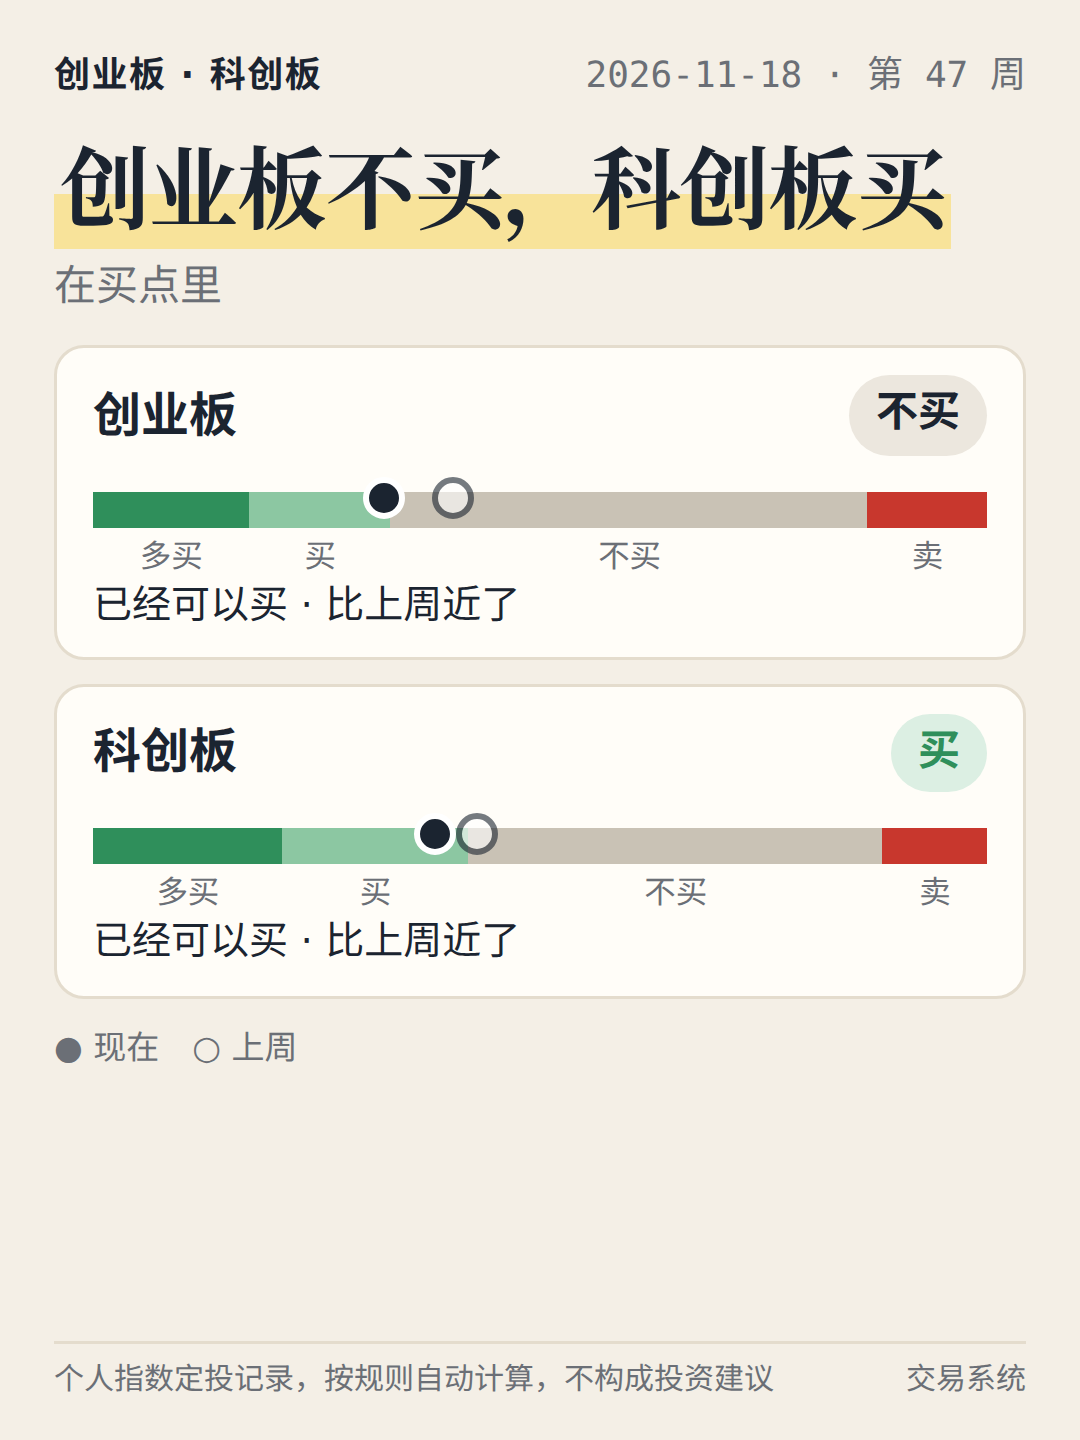 创业板 · 科创板
2026-11-18 · 第 47 周
创业板不买，科创板买
在买点里
创业板
不买
多买 买 不买 卖
已经可以买 · 比上周近了
科创板
买
多买 买 不买 卖
已经可以买 · 比上周近了
● 现在 ○ 上周
个人指数定投记录，按规则自动计算，不构成投资建议
交易系统